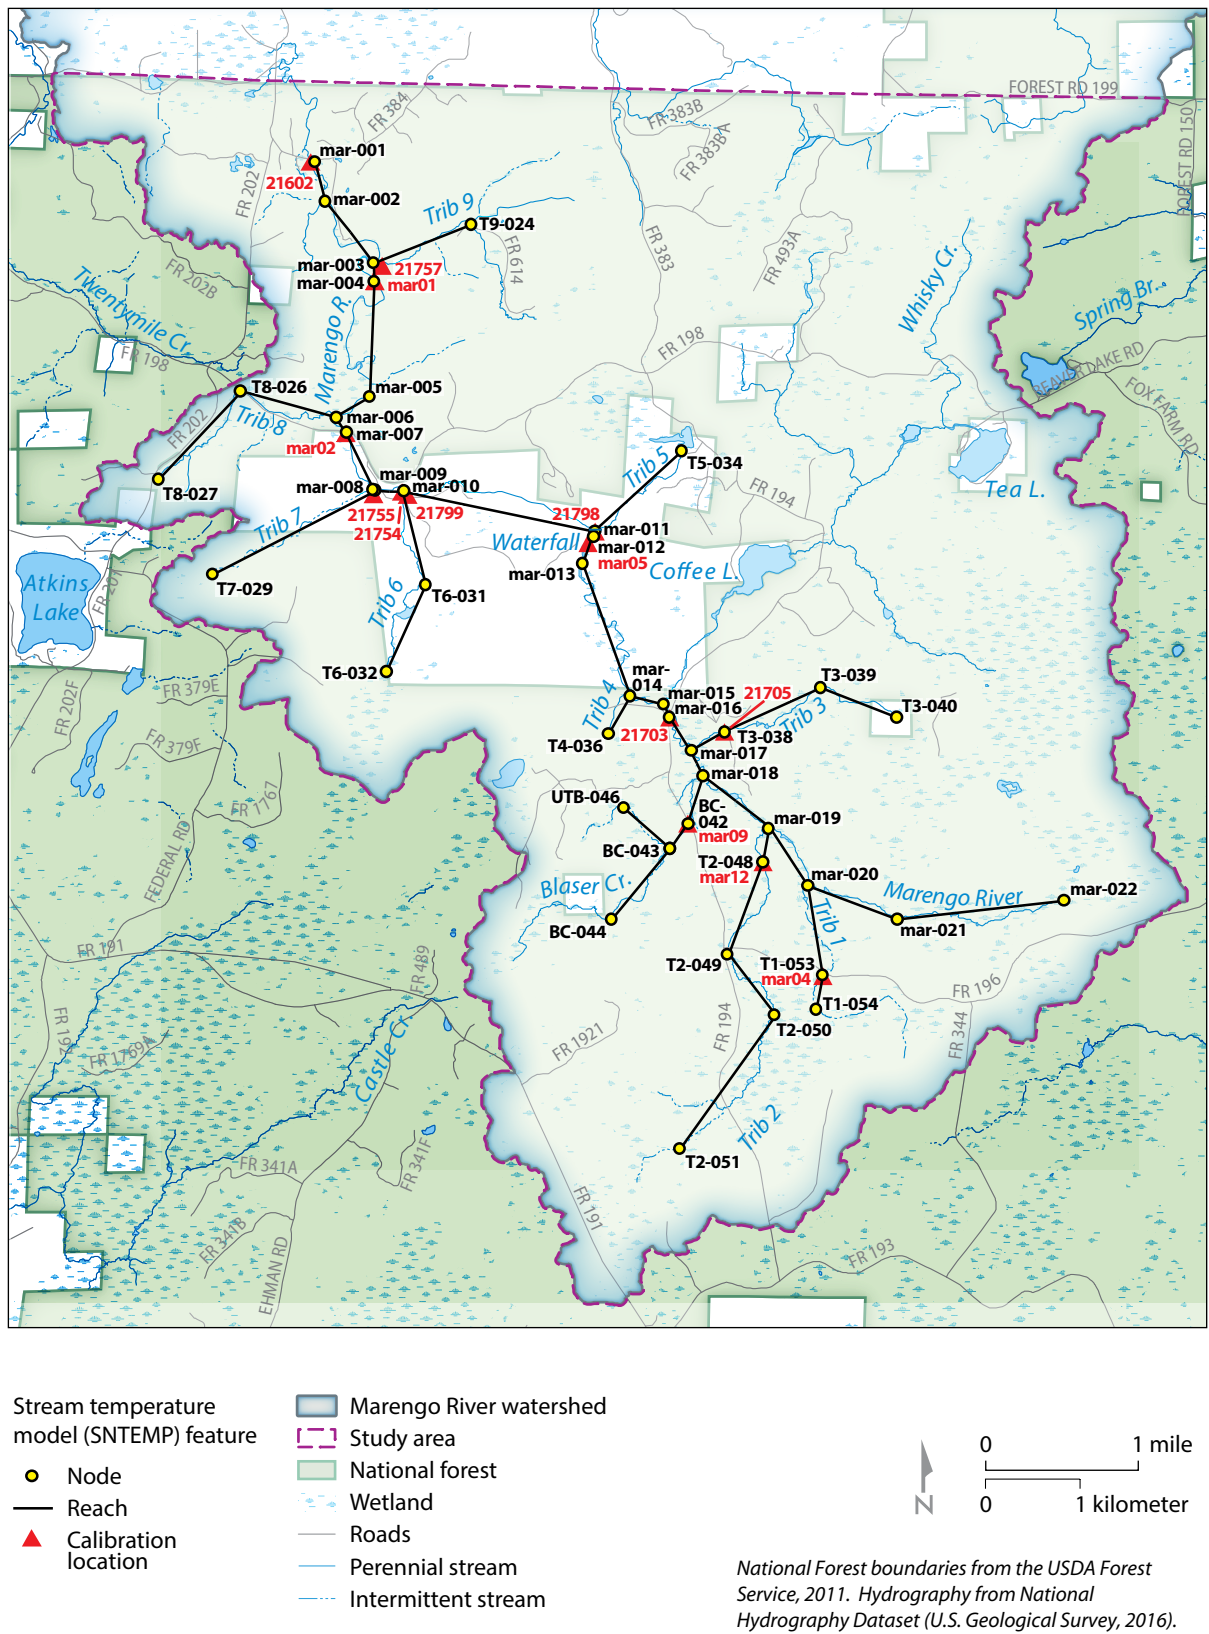 FOREST RD 199
FR 384
FR 383B
FR 383BA
FOREST RD 150
mar-001
21602
mar-002
FR 202
Trib 9
T9-024
FR 614
FR 383
FR 493A
Whisky Cr.
mar-003
21757
mar-004
mar01
FR 202B
Twentymile Cr.
FR 198
Marengo R.
FR 198
Spring Br.
BEAVER LAKE RD
FOX FARM RD
T8-026
mar-005
mar-006
mar-007
mar02
Trib 8
FR 202
T8-027
Trib 5
T5-034
FR 194
Tea L.
mar-009
mar-008
mar-010
21755
21799
21754
21798
Trib 7
Waterfall
mar-011
mar-012
mar05
mar-013
Coffee L.
Atkins
Lake
FR 207
T7-029
Trib 6
T6-031
T6-032
FR 379E
FR 202F
FR 379F
FR 1767
mar-
014
mar-015
mar-016
21705
T3-039
T3-040
Trib 3
Trib 4
T4-036
21703
T3-038
mar-017
mar-018
UTB-046
BC-
042
mar09
mar-019
BC-043
T2-048
mar12
mar-020
Marengo River
mar-022
mar-021
FEDERAL RD
Blaser Cr.
BC-044
Trib 1
FR 191
FR 489
T2-049
T1-053
mar04
T1-054
FR 196
FR 344
FR 194
T2-050
FR 1921
FR 191
FR 1769A
Castle Cr.
Trib 2
T2-051
FR 341A
FR 341F
FR 341B
EHMAN RD
FR 191
FR 193
Stream temperature
model (SNTEMP) feature
Node
Reach
Calibration
location
Marengo River watershed
Study area
National forest
Wetland
Roads
Perennial stream
Intermittent stream
N
0 1 mile
0 1 kilometer
National Forest boundaries from the USDA Forest
Service, 2011. Hydrography from National
Hydrography Dataset (U.S. Geological Survey, 2016).